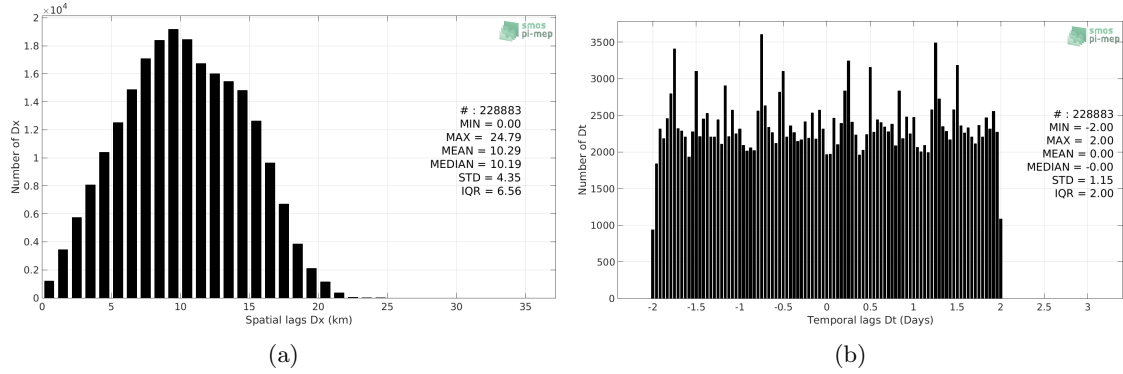 2 ×10⁴
1.8
1.6
1.4
1.2
1
0.8
0.6
0.4
0.2
0
Number of Dx
smos
pi-mep
# : 228883
MIN = 0.00
MAX = 24.79
MEAN = 10.29
MEDIAN = 10.19
STD = 4.35
IQR = 6.56
0 5 10 15 20 25 30 35
Spatial lags Dx (km)
(a)
3500
3000
2500
2000
1500
1000
500
0
Number of Dt
smos
pi-mep
# : 228883
MIN = -2.00
MAX = 2.00
MEAN = 0.00
MEDIAN = -0.00
STD = 1.15
IQR = 2.00
-2 -1.5 -1 -0.5 0 0.5 1 1.5 2 2.5 3
Temporal lags Dt (Days)
(b)